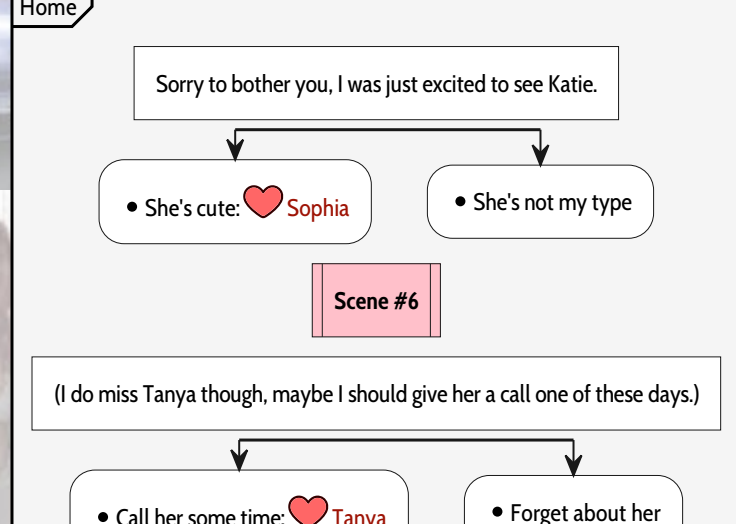 Home
Sorry to bother you, I was just excited to see Katie.
• She's cute: Sophia
• She's not my type
Scene #6
(I do miss Tanya though, maybe I should give her a call one of these days.)
• Call her some time: Tanya
• Forget about her